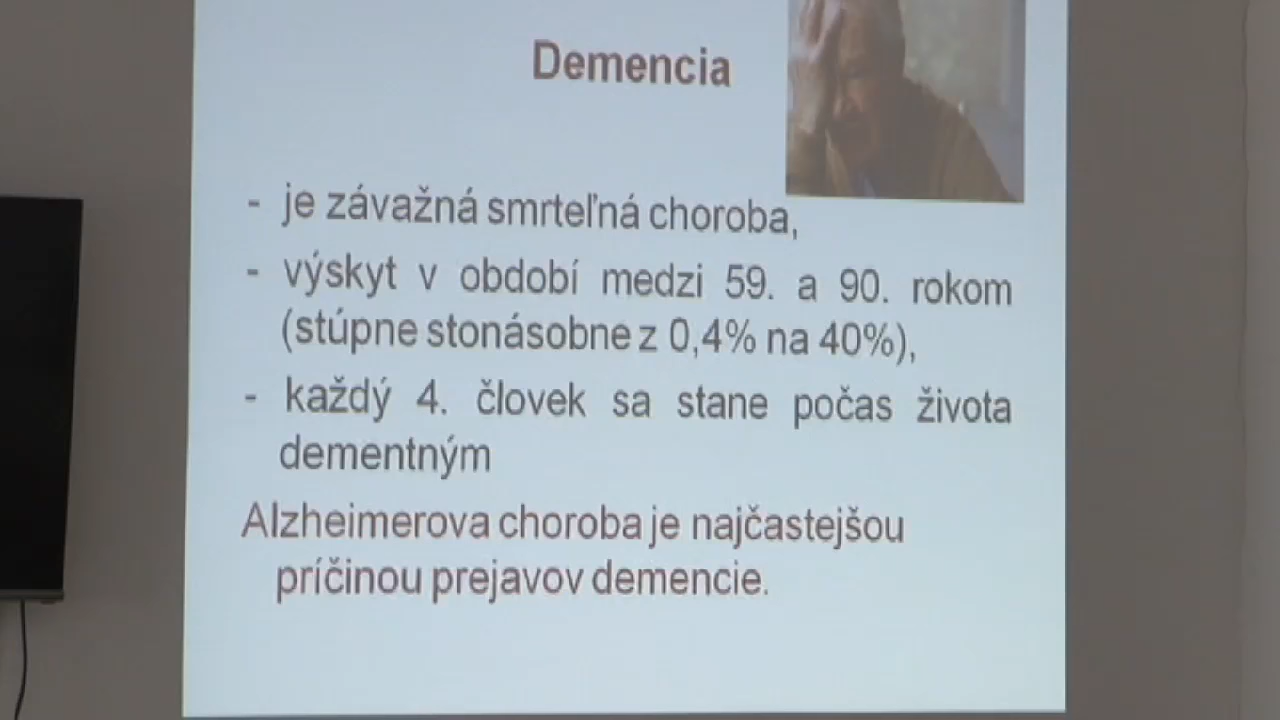 Demencia
- je závažná smrteľná choroba,
- výskyt v období medzi 59. a 90. rokom
(stúpne stonásobne z 0,4% na 40%),
- každý 4. človek sa stane počas života
dementným
Alzheimerova choroba je najčastejšou
príčinou prejavov demencie.